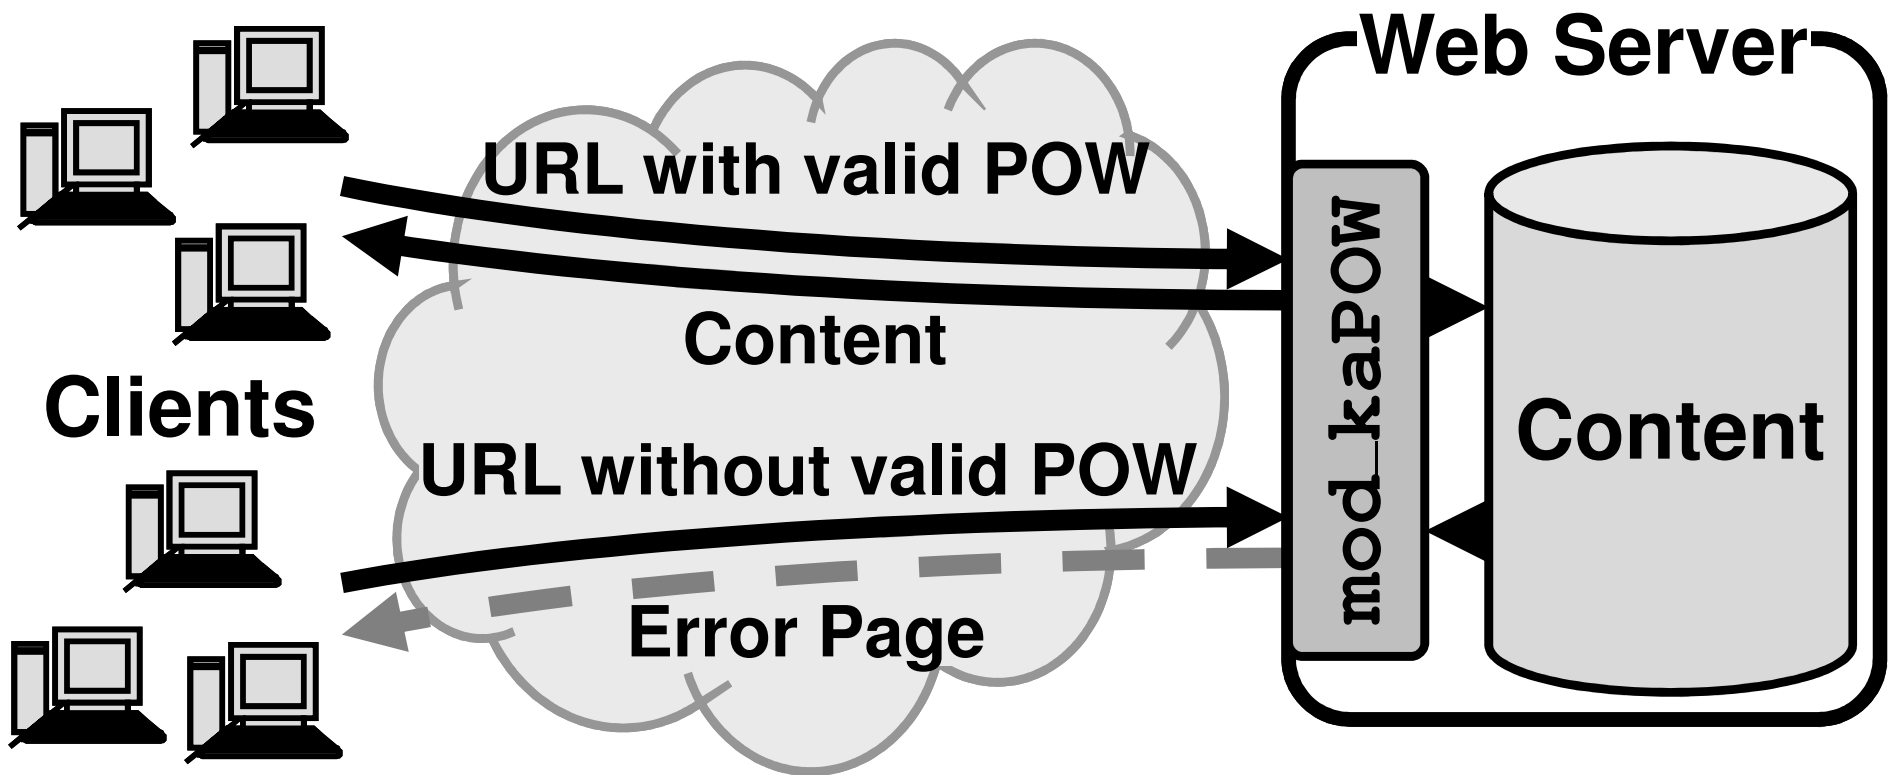 Web Server
URL with valid POW
Content
Clients
URL without valid POW
Error Page
mod_kaPOW
Content